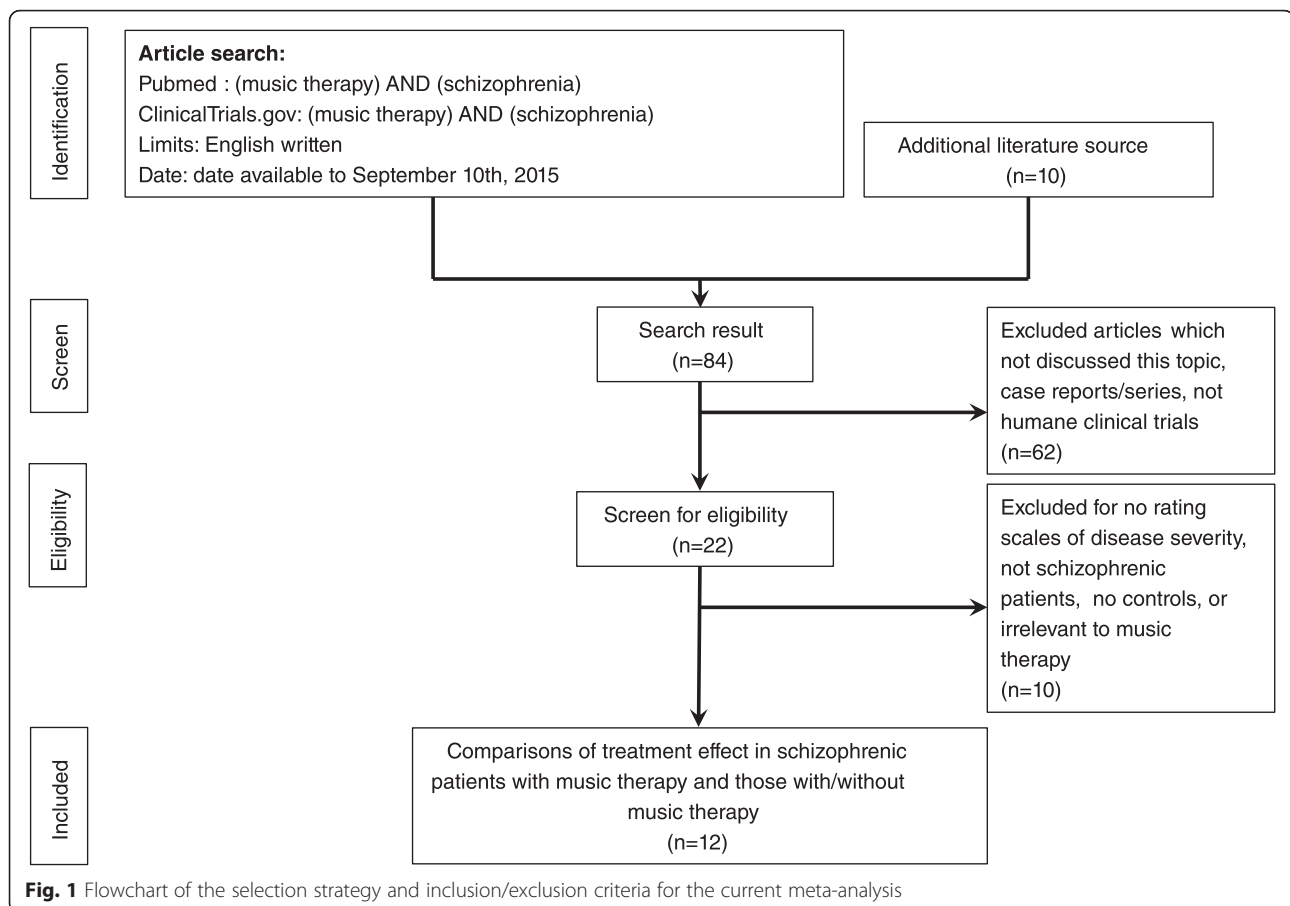 Identification
Article search:
Pubmed : (music therapy) AND (schizophrenia)
ClinicalTrials.gov: (music therapy) AND (schizophrenia)
Limits: English written
Date: date available to September 10th, 2015
Additional literature source
(n=10)
Screen
Search result
(n=84)
Excluded articles which
not discussed this topic,
case reports/series, not
humane clinical trials
(n=62)
Eligibility
Screen for eligibility
(n=22)
Excluded for no rating
scales of disease severity,
not schizophrenic
patients, no controls, or
irrelevant to music
therapy
(n=10)
Included
Comparisons of treatment effect in schizophrenic
patients with music therapy and those with/without
music therapy
(n=12)
Fig. 1 Flowchart of the selection strategy and inclusion/exclusion criteria for the current meta-analysis